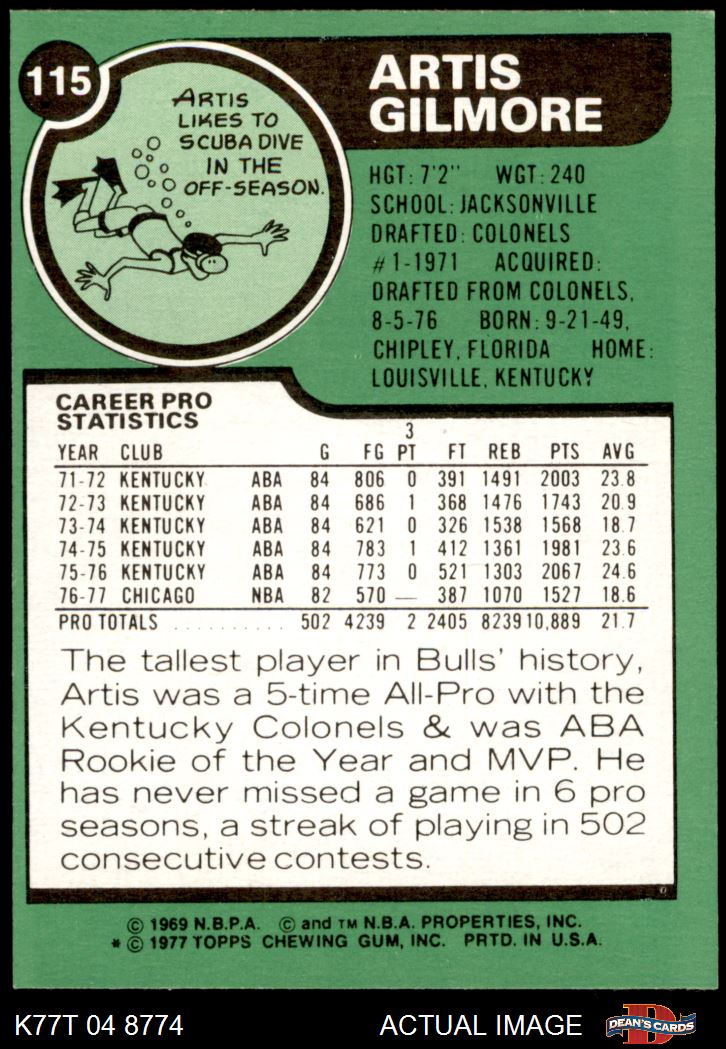 115
ARTIS
LIKES TO
SCUBA DIVE
IN THE
OFF-SEASON.
ARTIS
GILMORE
HGT: 7'2" WGT: 240
SCHOOL: JACKSONVILLE
DRAFTED: COLONELS
#1-1971 ACQUIRED:
DRAFTED FROM COLONELS,
8-5-76 BORN: 9-21-49,
CHIPLEY, FLORIDA HOME:
LOUISVILLE, KENTUCKY
CAREER PRO
STATISTICS
YEAR CLUB G FG 3 PT FT REB PTS AVG
71-72 KENTUCKY ABA 84 806 0 391 1491 2003 23.8
72-73 KENTUCKY ABA 84 686 1 368 1476 1743 20.9
73-74 KENTUCKY ABA 84 621 0 326 1538 1568 18.7
74-75 KENTUCKY ABA 84 783 1 412 1361 1981 23.6
75-76 KENTUCKY ABA 84 773 0 521 1303 2067 24.6
76-77 CHICAGO NBA 82 570 — 387 1070 1527 18.6
PRO TOTALS . . . . . . . . . . 502 4239 2 2405 8239 10,889 21.7
The tallest player in Bulls' history,
Artis was a 5-time All-Pro with the
Kentucky Colonels & was ABA
Rookie of the Year and MVP. He
has never missed a game in 6 pro
seasons, a streak of playing in 502
consecutive contests.
© 1969 N.B.P.A. © and TM N.B.A. PROPERTIES, INC.
* © 1977 TOPPS CHEWING GUM, INC. PRTD. IN U.S.A.
K77T 04 8774 ACTUAL IMAGE
D
DEAN'S CARDS